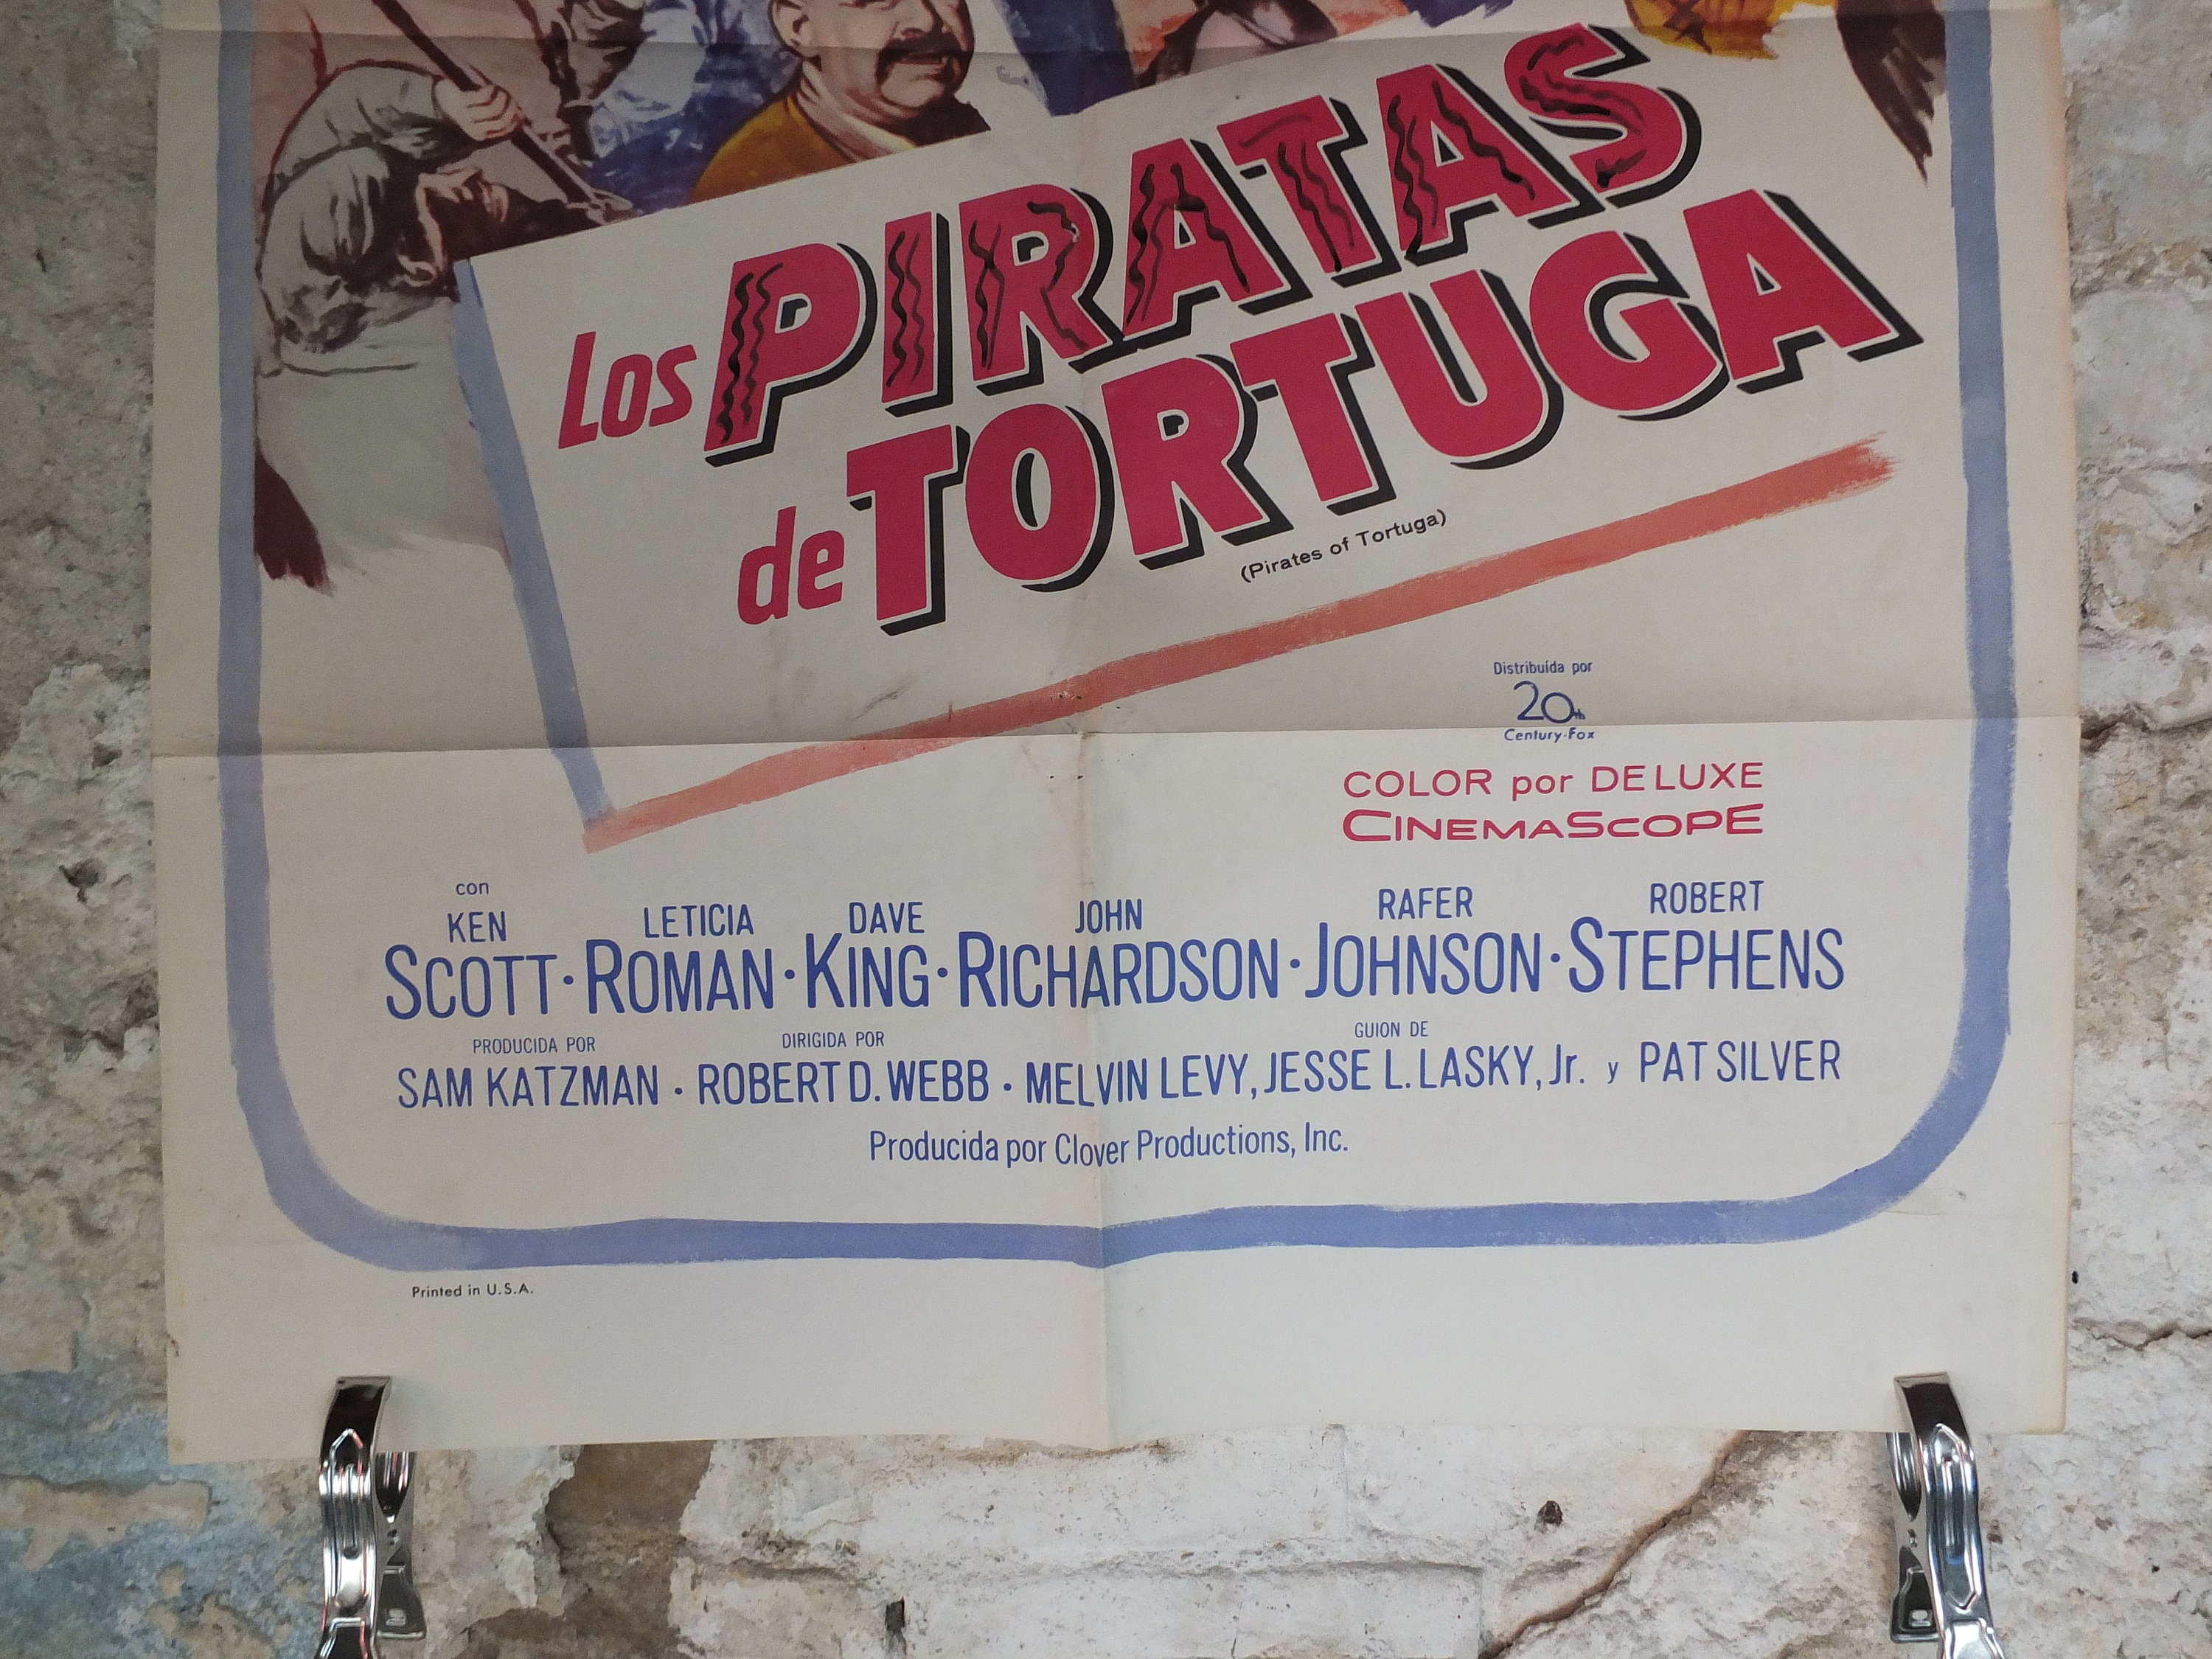 Los PIRATAS
de TORTUGA
(Pirates of Tortuga)
Distribuída por
20th
Century-Fox
COLOR por DE LUXE
CINEMASCOPE
con
KEN SCOTT · LETICIA ROMAN · DAVE KING · JOHN RICHARDSON · RAFER JOHNSON · ROBERT STEPHENS
PRODUCIDA POR DIRIGIDA POR GUION DE
SAM KATZMAN · ROBERT D. WEBB · MELVIN LEVY, JESSE L. LASKY, Jr. y PAT SILVER
Producida por Clover Productions, Inc.
Printed in U.S.A.